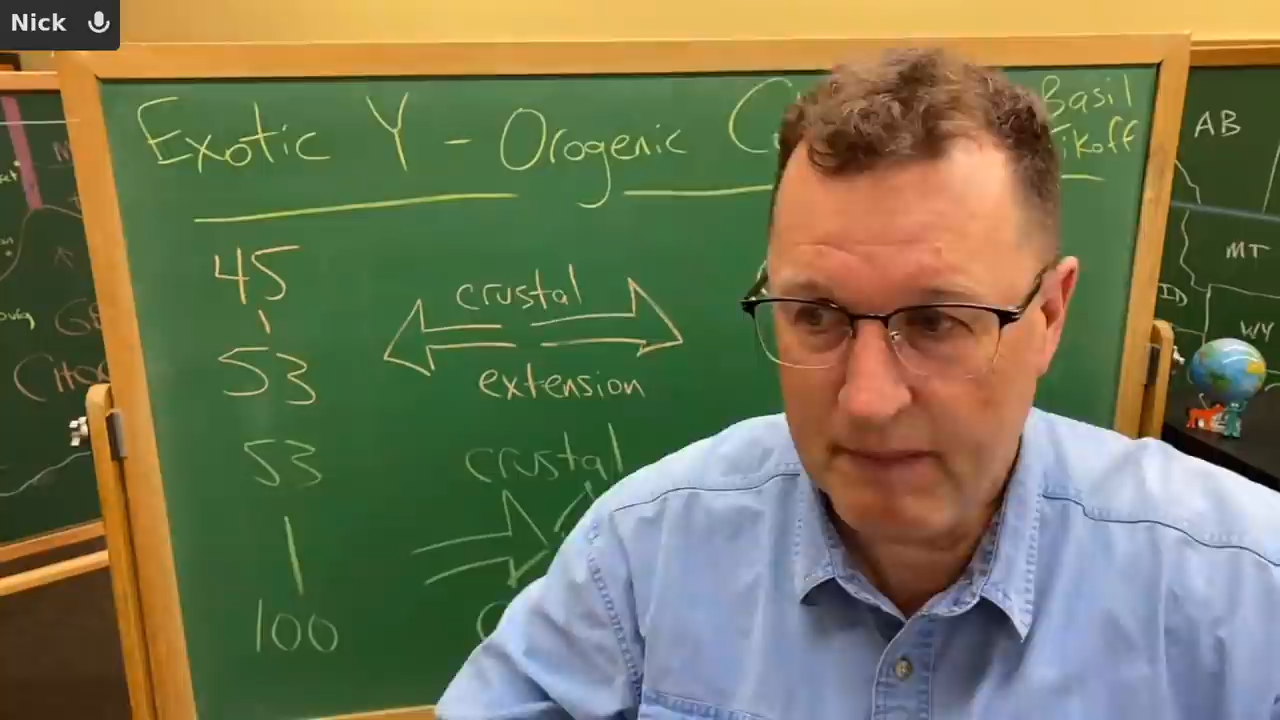 Nick
Exotic Y - Orogenic
Basil
AB
MT
ID
WY
45
53
crustal
extension
53
100
crustal